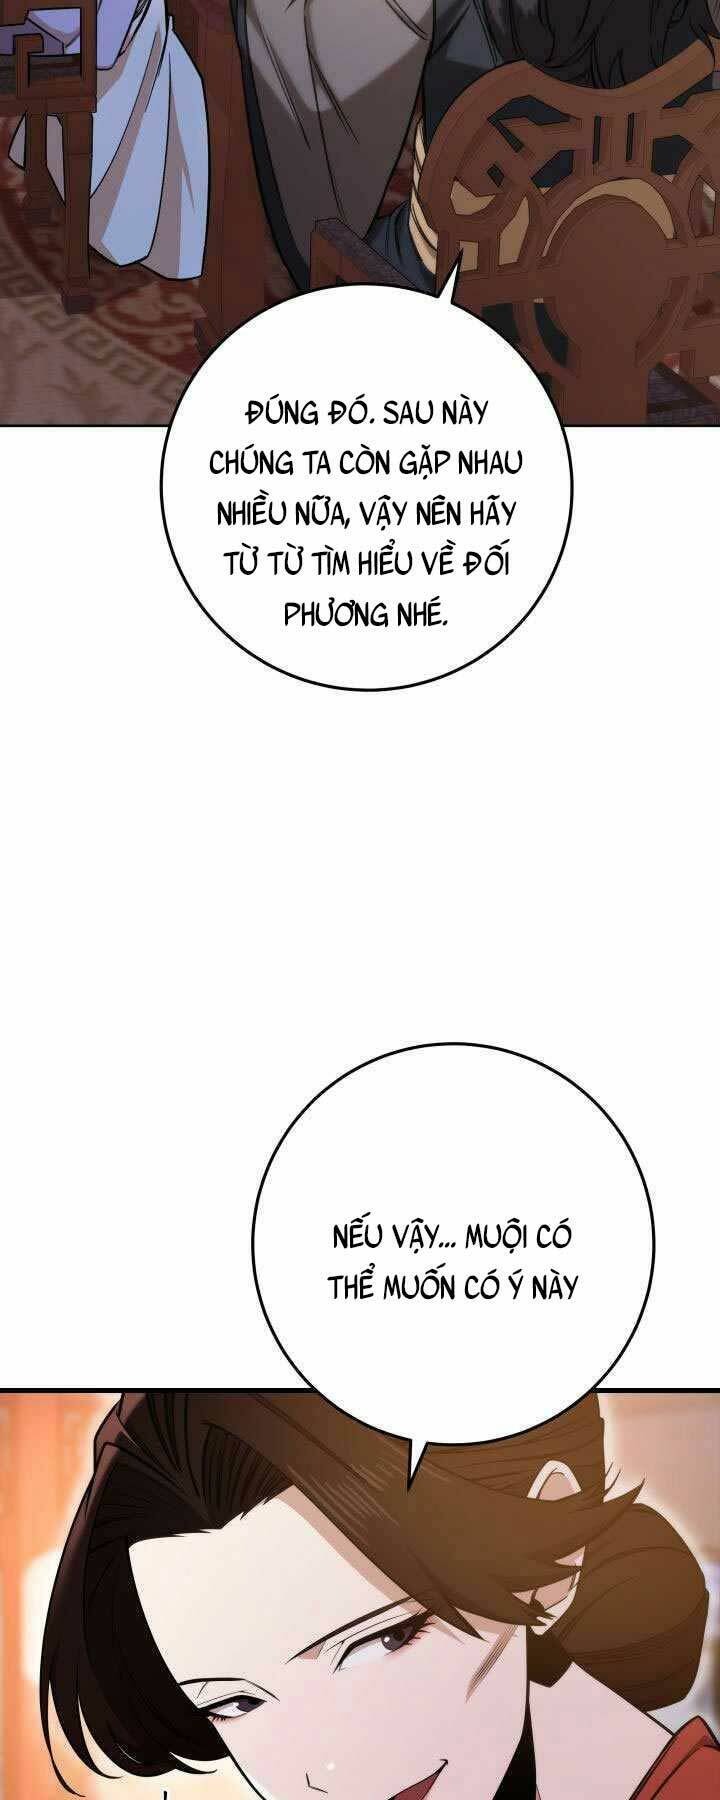 ĐÚNG ĐÓ. SAU NÀY
CHÚNG TA CÒN GẶP NHAU
NHIỀU NỮA, VẬY NÊN HÃY
TỪ TỪ TÌM HIỂU VỀ ĐỐI
PHƯƠNG NHÉ.
NẾU VẬY... MUỘI CÓ
THỂ MUỐN CÓ Ý NÀY